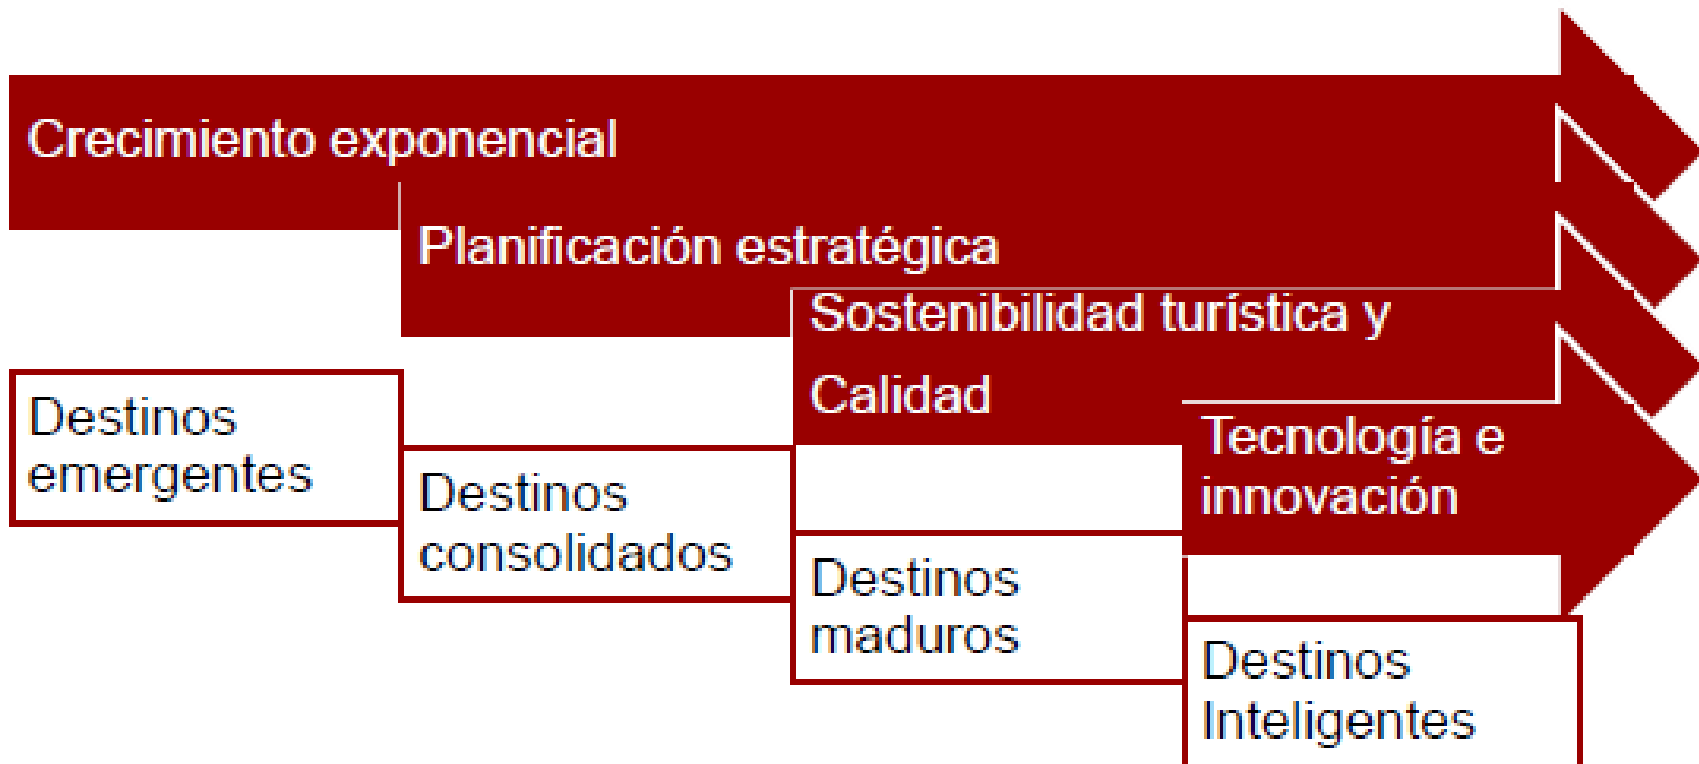 Crecimiento exponencial
Planificación estratégica
Sostenibilidad turística y
Calidad
Tecnología e
innovación
Destinos
emergentes
Destinos
consolidados
Destinos
maduros
Destinos
Inteligentes